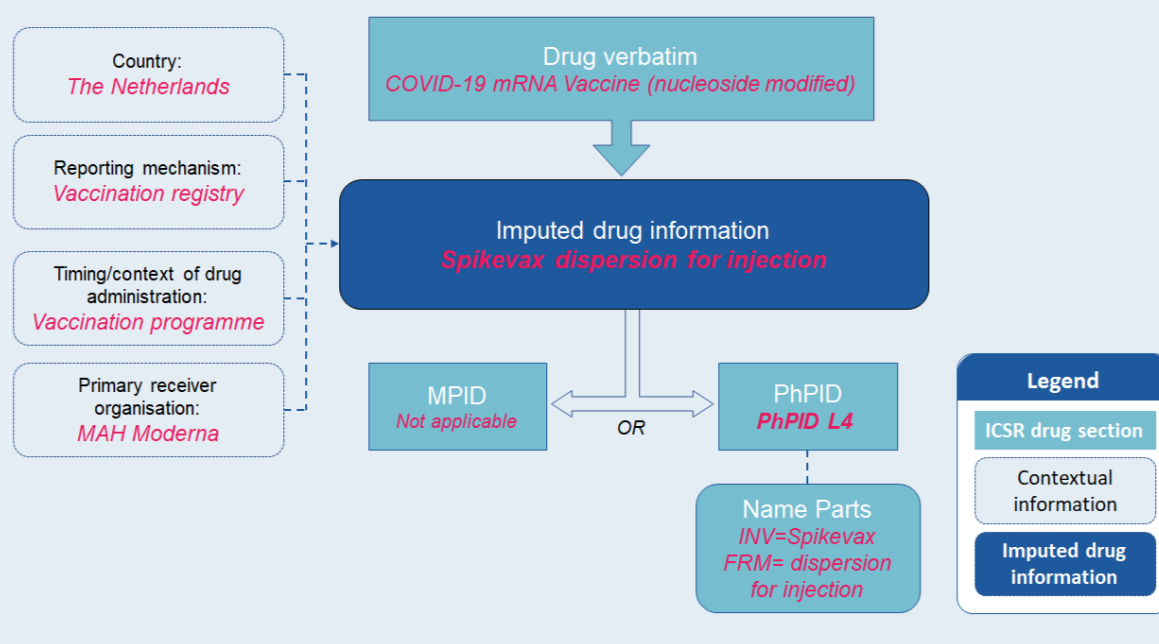 Country:
The Netherlands
Reporting mechanism:
Vaccination registry
Timing/context of drug
administration:
Vaccination programme
Primary receiver
organisation:
MAH Moderna
Drug verbatim
COVID-19 mRNA Vaccine (nucleoside modified)
Imputed drug information
Spikevax dispersion for injection
MPID
Not applicable
OR
PhPID
PhPID L4
Name Parts
INV=Spikevax
FRM= dispersion
for injection
Legend
ICSR drug section
Contextual
information
Imputed drug
information